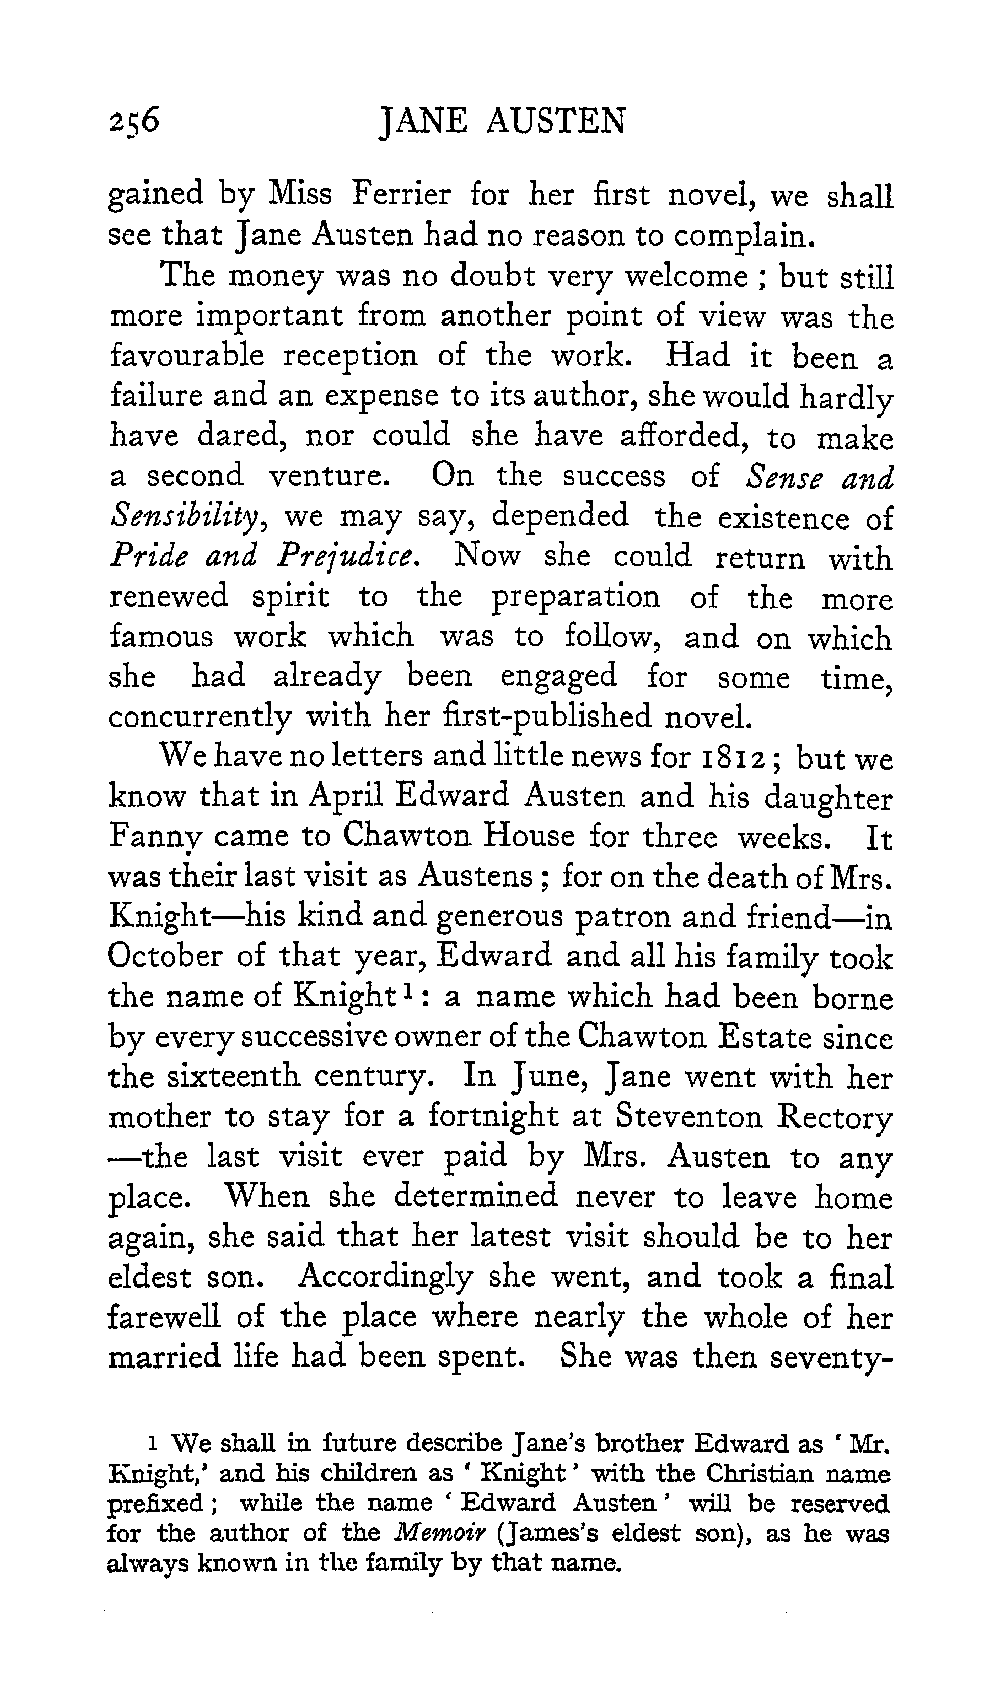 256 JANE AUSTEN
gained by Miss Ferrier for her first novel, we shall
see that Jane Austen had no reason to complain.
The money was no doubt very welcome ; but still
more important from another point of view was the
favourable reception of the work. Had it been a
failure and an expense to its author, she would hardly
have dared, nor could she have afforded, to make
a second venture. On the success of Sense and
Sensibility, we may say, depended the existence of
Pride and Prejudice. Now she could return with
renewed spirit to the preparation of the more
famous work which was to follow, and on which
she had already been engaged for some time,
concurrently with her first-published novel.
We have no letters and little news for 1812 ; but we
know that in April Edward Austen and his daughter
Fanny came to Chawton House for three weeks. It
was their last visit as Austens ; for on the death of Mrs.
Knight—his kind and generous patron and friend—in
October of that year, Edward and all his family took
the name of Knight ¹ : a name which had been borne
by every successive owner of the Chawton Estate since
the sixteenth century. In June, Jane went with her
mother to stay for a fortnight at Steventon Rectory
—the last visit ever paid by Mrs. Austen to any
place. When she determined never to leave home
again, she said that her latest visit should be to her
eldest son. Accordingly she went, and took a final
farewell of the place where nearly the whole of her
married life had been spent. She was then seventy-
1 We shall in future describe Jane's brother Edward as ' Mr.
Knight,' and his children as ' Knight ' with the Christian name
prefixed ; while the name ' Edward Austen ' will be reserved
for the author of the Memoir (James's eldest son), as he was
always known in the family by that name.